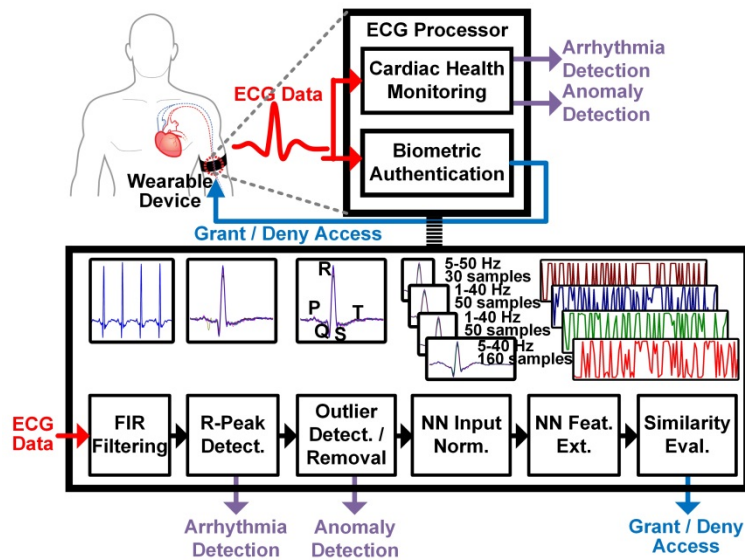 ECG Processor
Cardiac Health
Monitoring
Arrhythmia
Detection
Anomaly
Detection
ECG Data
Biometric
Authentication
Wearable
Device
Grant / Deny Access
R
P
T
Q
S
5-50 Hz
30 samples
1-40 Hz
50 samples
1-40 Hz
50 samples
5-40 Hz
160 samples
ECG
Data
FIR
Filtering
R-Peak
Detect.
Outlier
Detect. /
Removal
NN Input
Norm.
NN Feat.
Ext.
Similarity
Eval.
Arrhythmia
Detection
Anomaly
Detection
Grant / Deny
Access